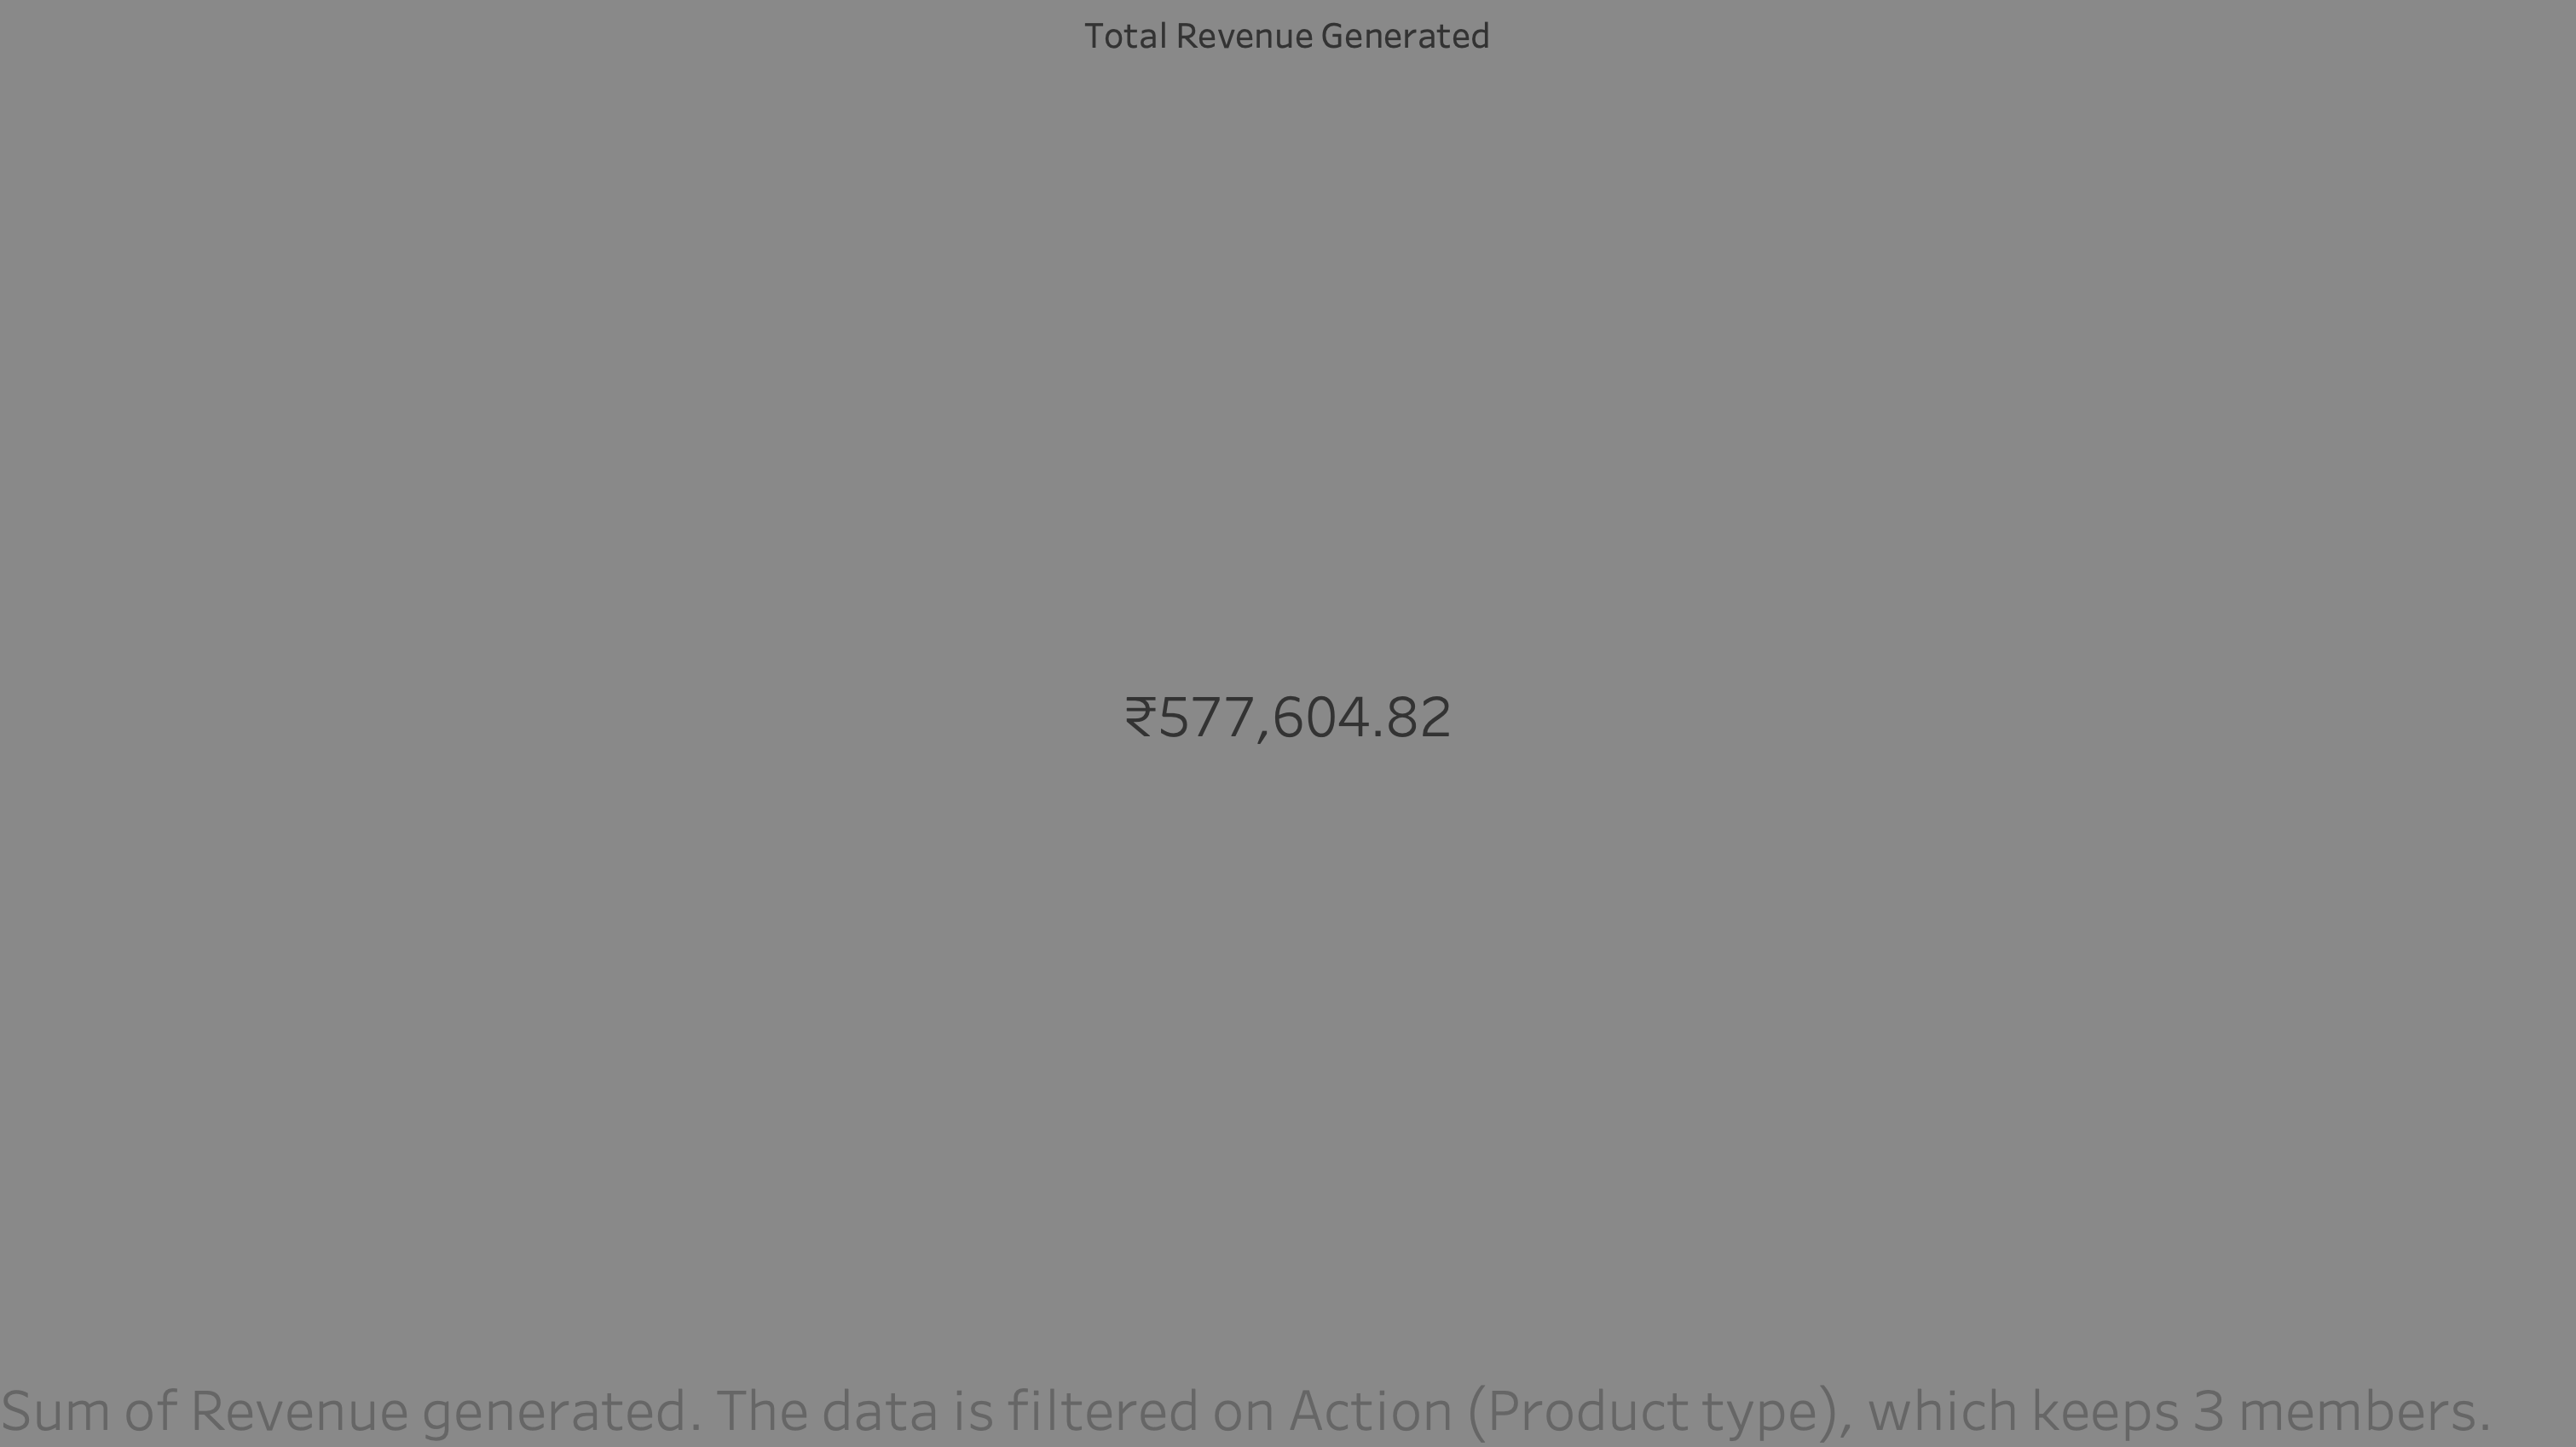 Total Revenue Generated
₹577,604.82
Sum of Revenue generated. The data is filtered on Action (Product type), which keeps 3 members.